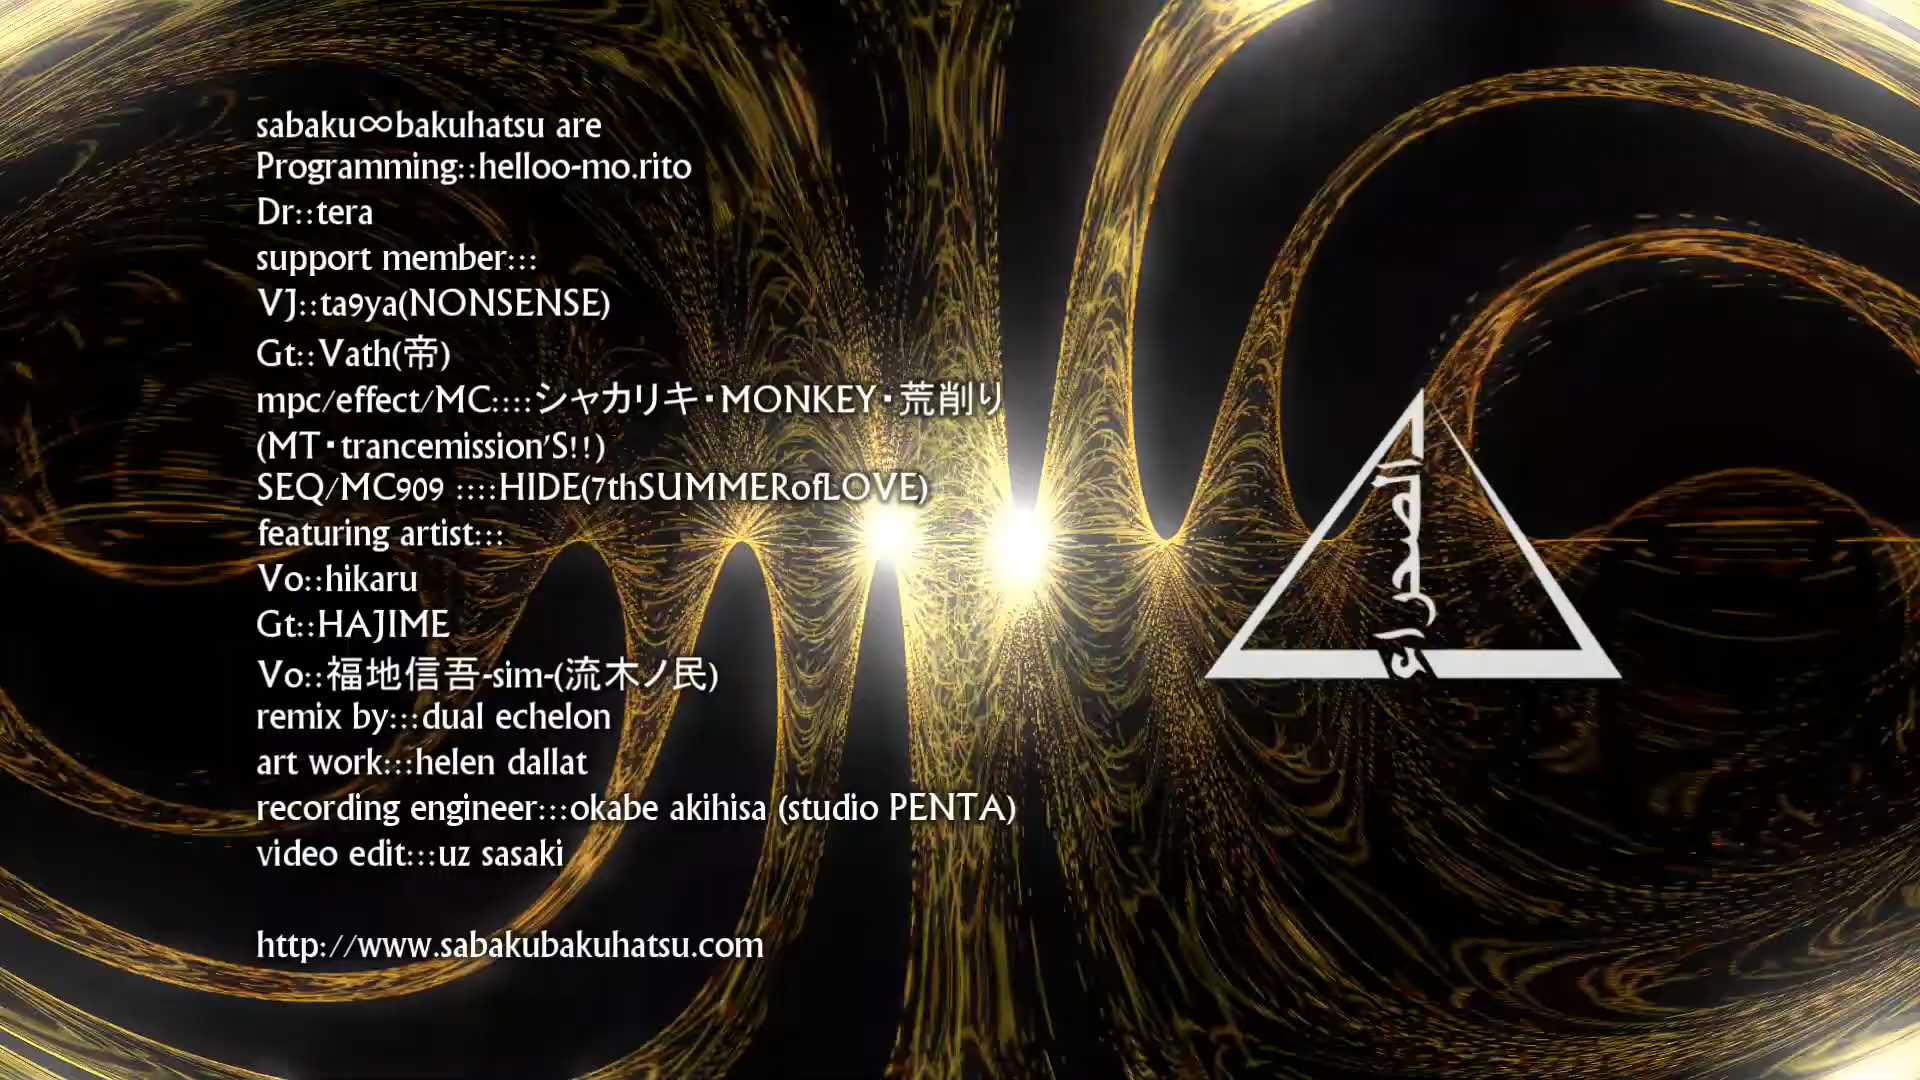 sabaku∞bakuhatsu are
Programming::helloo-mo.rito
Dr::tera
support member:::
VJ::ta9ya(NONSENSE)
Gt::Vath(帝)
mpc/effect/MC::::シャカリキ・MONKEY・荒削り
(MT・trancemission'S!!)
SEQ/MC909 ::::HIDE(7thSUMMERofLOVE)
featuring artist:::
Vo::hikaru
Gt::HAJIME
Vo::福地信吾-sim-(流木ノ民)
remix by:::dual echelon
art work:::helen dallat
recording engineer:::okabe akihisa (studio PENTA)
video edit:::uz sasaki
http://www.sabakubakuhatsu.com
الصحراء